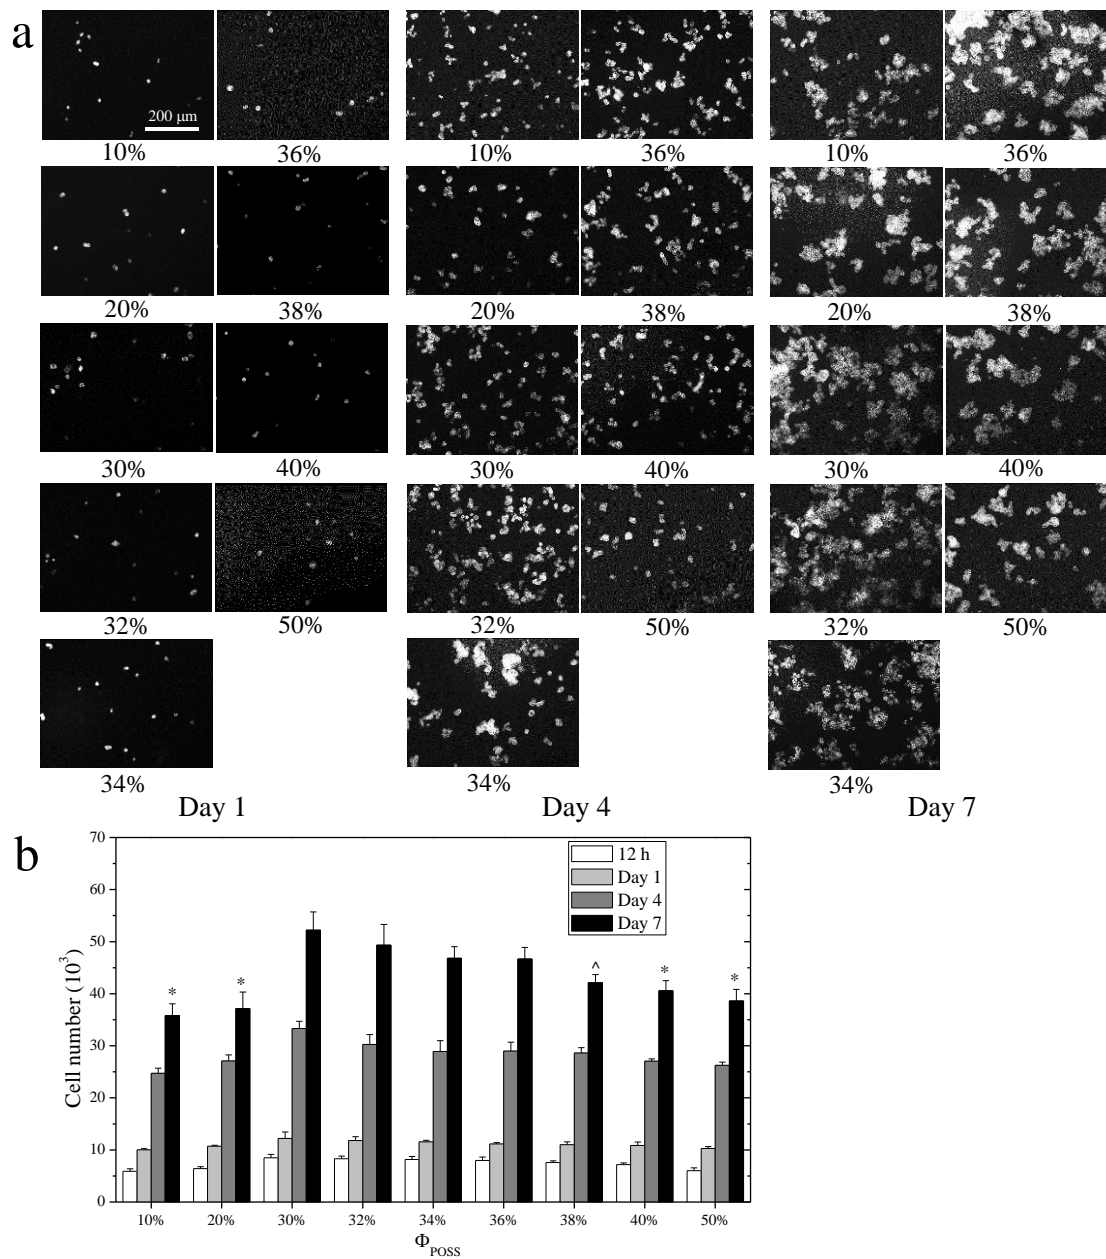 a
200 μm
10% 36% 10% 36% 10% 36%
20% 38% 20% 38% 20% 38%
30% 40% 30% 40% 30% 40%
32% 50% 32% 50% 32% 50%
34% 34% 34%
Day 1 Day 4 Day 7
b
70
60
50
40
30
20
10
0
Cell number (10³)
12 h
Day 1
Day 4
Day 7
* * ^ * *
10% 20% 30% 32% 34% 36% 38% 40% 50%
Φ_POSS